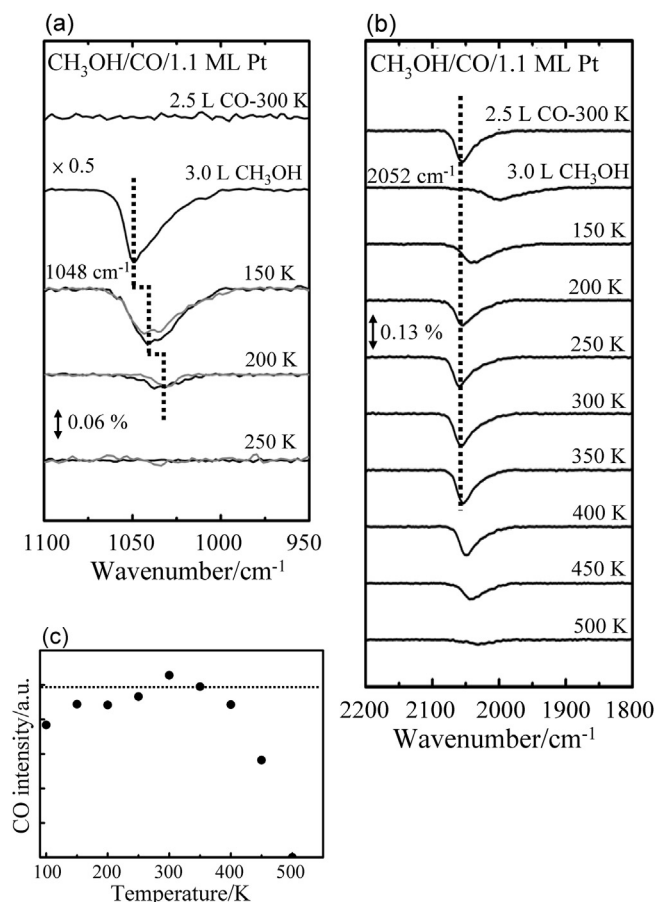 (a)
CH₃OH/CO/1.1 ML Pt
2.5 L CO-300 K
× 0.5
3.0 L CH₃OH
1048 cm⁻¹
150 K
200 K
0.06 %
250 K
1100 1050 1000 950
Wavenumber/cm⁻¹
(b)
CH₃OH/CO/1.1 ML Pt
2.5 L CO-300 K
2052 cm⁻¹
3.0 L CH₃OH
150 K
200 K
0.13 %
250 K
300 K
350 K
400 K
450 K
500 K
2200 2100 2000 1900 1800
Wavenumber/cm⁻¹
(c)
CO intensity/a.u.
100 200 300 400 500
Temperature/K